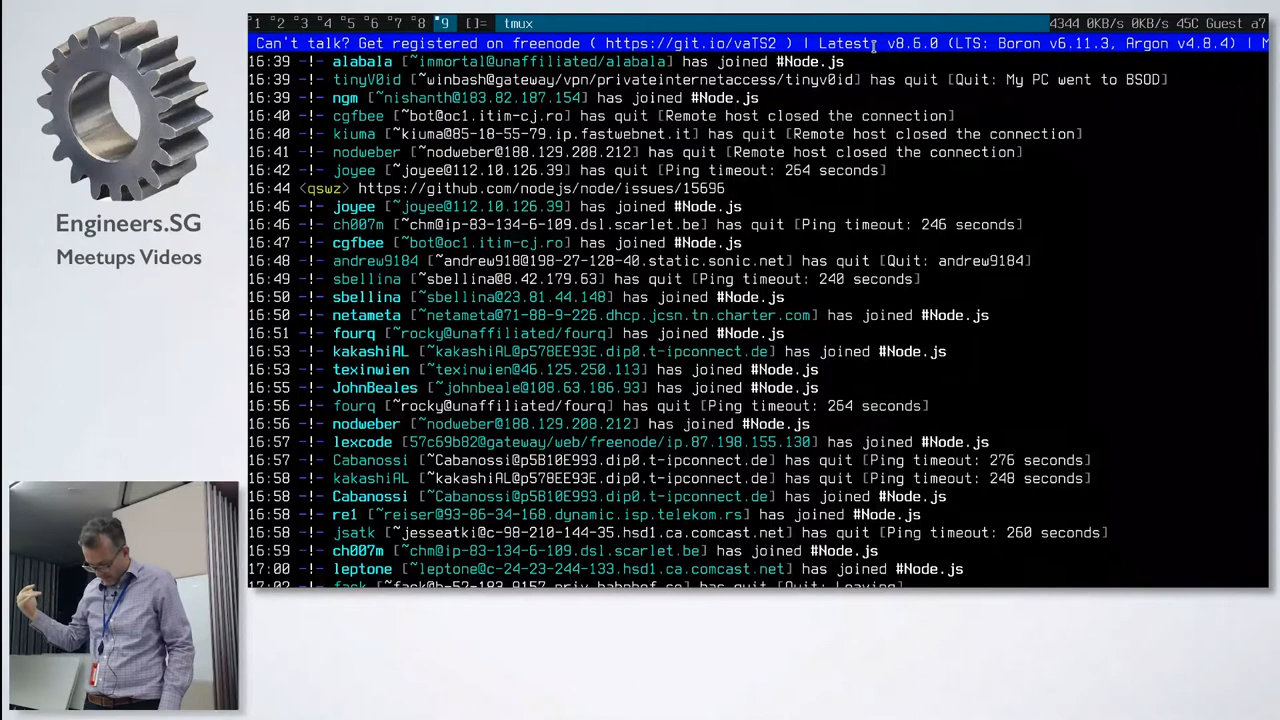 Engineers.SG
Meetups Videos
1 2 3 4 5 6 7 8 9 []= tmux 4344 0KB/s 0KB/s 45C Guest a7
Can't talk? Get registered on freenode ( https://git.io/vaTS2 ) | Latest: v8.6.0 (LTS: Boron v6.11.3, Argon v4.8.4) | M
16:39 -!- alabala [~immortal@unaffiliated/alabala] has joined #Node.js
16:39 -!- tinyV0id [~winbash@gateway/vpn/privateinternetaccess/tinyv0id] has quit [Quit: My PC went to BSOD]
16:39 -!- ngm [~nishanth@183.82.187.154] has joined #Node.js
16:40 -!- cgfbee [~bot@oc1.itim-cj.ro] has quit [Remote host closed the connection]
16:40 -!- kiuma [~kiuma@85-18-55-79.ip.fastwebnet.it] has quit [Remote host closed the connection]
16:41 -!- nodweber [~nodweber@188.129.208.212] has quit [Remote host closed the connection]
16:42 -!- joyee [~joyee@112.10.126.39] has quit [Ping timeout: 264 seconds]
16:44 <qswz> https://github.com/nodejs/node/issues/15696
16:46 -!- joyee [~joyee@112.10.126.39] has joined #Node.js
16:46 -!- ch007m [~chm@ip-83-134-6-109.dsl.scarlet.be] has quit [Ping timeout: 246 seconds]
16:47 -!- cgfbee [~bot@oc1.itim-cj.ro] has joined #Node.js
16:48 -!- andrew9184 [~andrew918@198-27-128-40.static.sonic.net] has quit [Quit: andrew9184]
16:49 -!- sbellina [~sbellina@8.42.179.63] has quit [Ping timeout: 240 seconds]
16:50 -!- sbellina [~sbellina@23.81.44.148] has joined #Node.js
16:50 -!- netameta [~netameta@71-88-9-226.dhcp.jcsn.tn.charter.com] has joined #Node.js
16:51 -!- fourq [~rocky@unaffiliated/fourq] has joined #Node.js
16:53 -!- kakashiAL [~kakashiAL@p578EE93E.dip0.t-ipconnect.de] has joined #Node.js
16:53 -!- texinwien [~texinwien@46.125.250.113] has joined #Node.js
16:55 -!- JohnBeales [~johnbeale@108.63.186.93] has joined #Node.js
16:56 -!- fourq [~rocky@unaffiliated/fourq] has quit [Ping timeout: 264 seconds]
16:56 -!- nodweber [~nodweber@188.129.208.212] has joined #Node.js
16:57 -!- lexcode [57c69b82@gateway/web/freenode/ip.87.198.155.130] has joined #Node.js
16:57 -!- Cabanossi [~Cabanossi@p5B10E993.dip0.t-ipconnect.de] has quit [Ping timeout: 276 seconds]
16:58 -!- kakashiAL [~kakashiAL@p578EE93E.dip0.t-ipconnect.de] has quit [Ping timeout: 248 seconds]
16:58 -!- Cabanossi [~Cabanossi@p5B10E993.dip0.t-ipconnect.de] has joined #Node.js
16:58 -!- re1 [~reiser@93-86-34-168.dynamic.isp.telekom.rs] has joined #Node.js
16:58 -!- jsatk [~jesseatki@c-98-210-144-35.hsd1.ca.comcast.net] has quit [Ping timeout: 260 seconds]
16:59 -!- ch007m [~chm@ip-83-134-6-109.dsl.scarlet.be] has joined #Node.js
17:00 -!- leptone [~leptone@c-24-23-244-133.hsd1.ca.comcast.net] has joined #Node.js